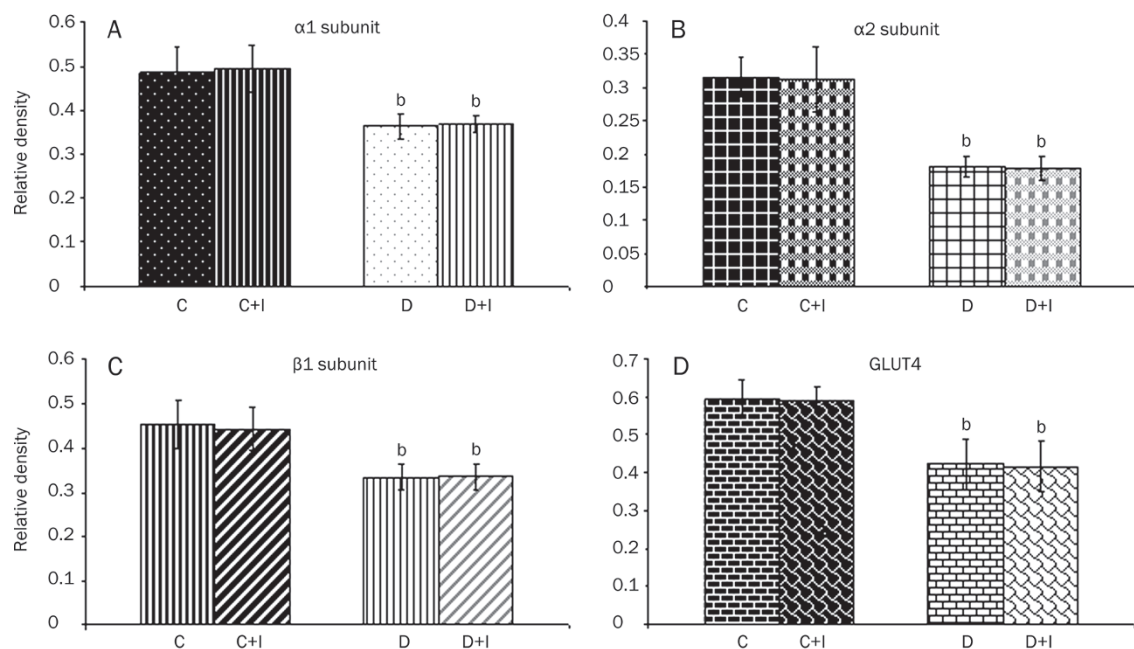 A
α1 subunit
Relative density
0.6
0.5
0.4
0.3
0.2
0.1
0
b
b
C
C+I
D
D+I
B
α2 subunit
0.4
0.35
0.3
0.25
0.2
0.15
0.1
0.05
0
b
b
C
C+I
D
D+I
C
β1 subunit
Relative density
0.6
0.5
0.4
0.3
0.2
0.1
0
b
b
C
C+I
D
D+I
D
GLUT4
0.7
0.6
0.5
0.4
0.3
0.2
0.1
0
b
b
C
C+I
D
D+I